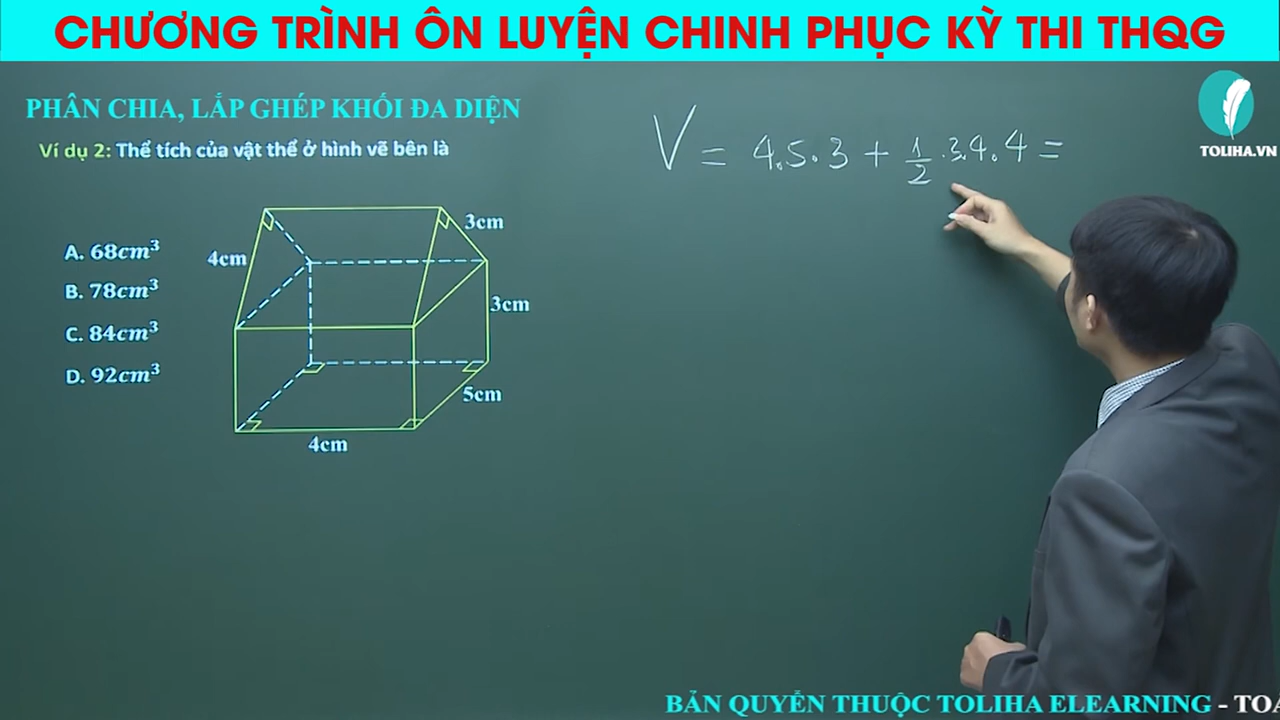 CHƯƠNG TRÌNH ÔN LUYỆN CHINH PHỤC KỲ THI THQG
PHÂN CHIA, LẮP GHÉP KHỐI ĐA DIỆN
Ví dụ 2: Thể tích của vật thể ở hình vẽ bên là
A. 68cm³
B. 78cm³
C. 84cm³
D. 92cm³
4cm
3cm
3cm
5cm
4cm
V = 4.5.3 + 1/2 .3.4.4 =
TOLIHA.VN
BẢN QUYỀN THUỘC TOLIHA ELEARNING - TOÁ